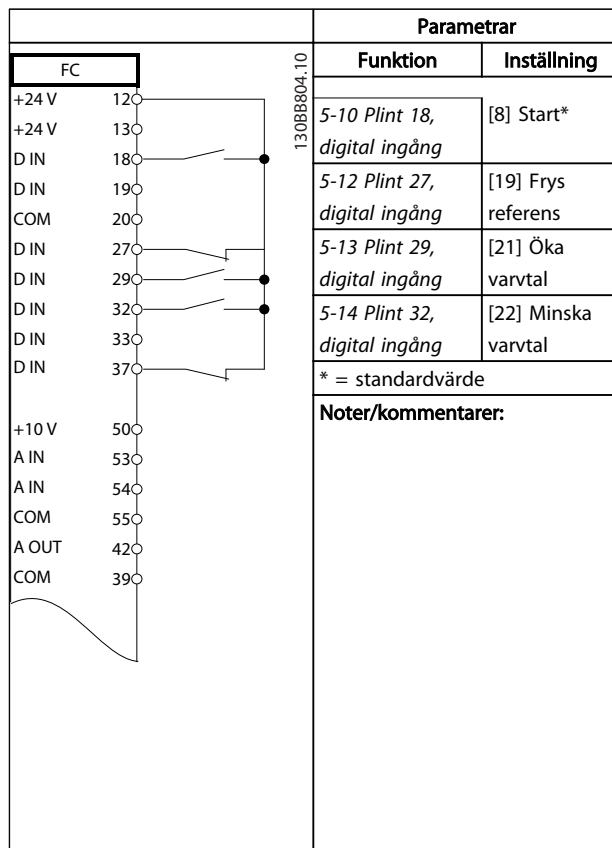 FC
+24 V 12
+24 V 13
D IN 18
D IN 19
COM 20
D IN 27
D IN 29
D IN 32
D IN 33
D IN 37
+10 V 50
A IN 53
A IN 54
COM 55
A OUT 42
COM 39
130BB804.10
Parametrar
Funktion Inställning
5-10 Plint 18, [8] Start*
digital ingång
5-12 Plint 27, [19] Frys
digital ingång referens
5-13 Plint 29, [21] Öka
digital ingång varvtal
5-14 Plint 32, [22] Minska
digital ingång varvtal
* = standardvärde
Noter/kommentarer: